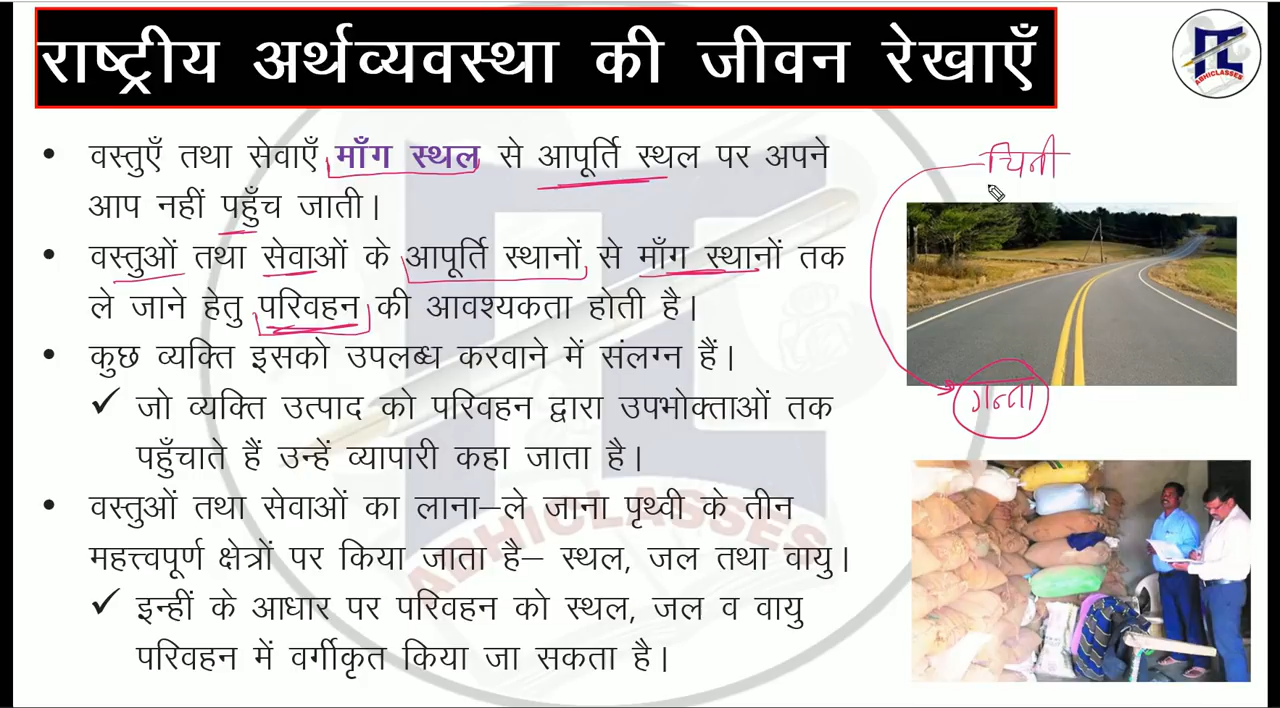 राष्ट्रीय अर्थव्यवस्था की जीवन रेखाएँ
ABHICLASSES
• वस्तुएँ तथा सेवाएँ माँग स्थल से आपूर्ति स्थल पर अपने
आप नहीं पहुँच जाती।
• वस्तुओं तथा सेवाओं के आपूर्ति स्थानों से माँग स्थानों तक
ले जाने हेतु परिवहन की आवश्यकता होती है।
• कुछ व्यक्ति इसको उपलब्ध करवाने में संलग्न हैं।
✓ जो व्यक्ति उत्पाद को परिवहन द्वारा उपभोक्ताओं तक
पहुँचाते हैं उन्हें व्यापारी कहा जाता है।
• वस्तुओं तथा सेवाओं का लाना–ले जाना पृथ्वी के तीन
महत्त्वपूर्ण क्षेत्रों पर किया जाता है– स्थल, जल तथा वायु।
✓ इन्हीं के आधार पर परिवहन को स्थल, जल व वायु
परिवहन में वर्गीकृत किया जा सकता है।
चिनी
गन्ता
ABHICLASSES